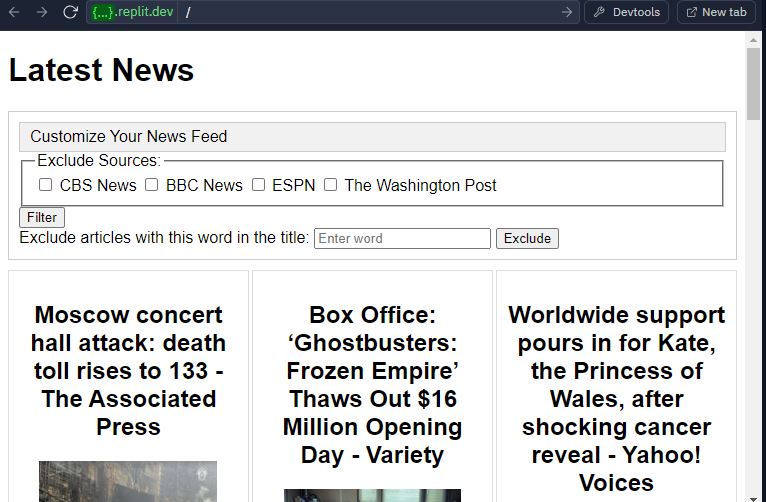 {...}.replit.dev /
Devtools
New tab
Latest News
Customize Your News Feed
Exclude Sources:
CBS News BBC News ESPN The Washington Post
Filter
Exclude articles with this word in the title: Enter word Exclude
Moscow concert
hall attack: death
toll rises to 133 -
The Associated
Press
Box Office:
‘Ghostbusters:
Frozen Empire’
Thaws Out $16
Million Opening
Day - Variety
Worldwide support
pours in for Kate,
the Princess of
Wales, after
shocking cancer
reveal - Yahoo!
Voices